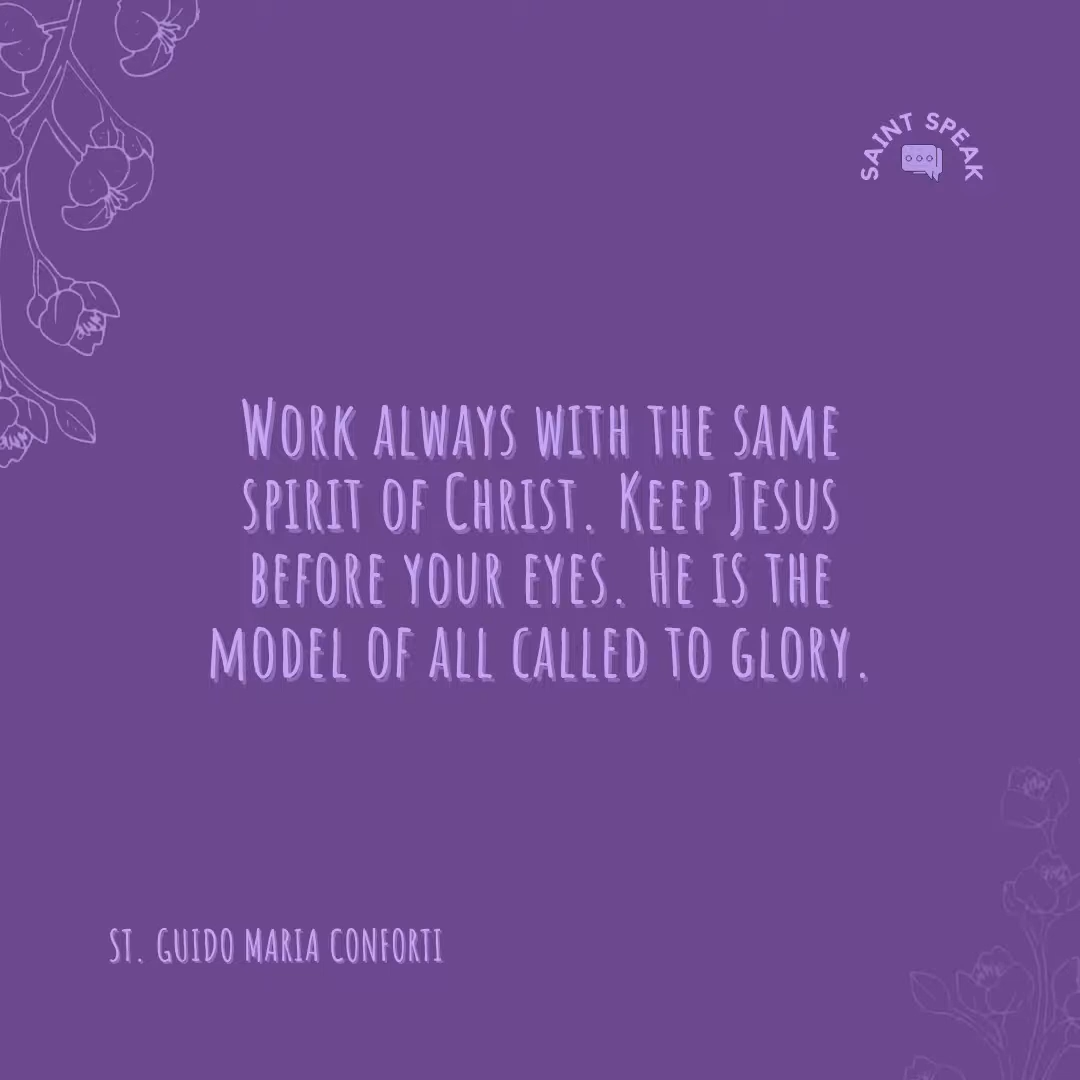 SAINT SPEAK
Work always with the same
spirit of Christ. Keep Jesus
before your eyes. He is the
model of all called to glory.
ST. GUIDO MARIA CONFORTI